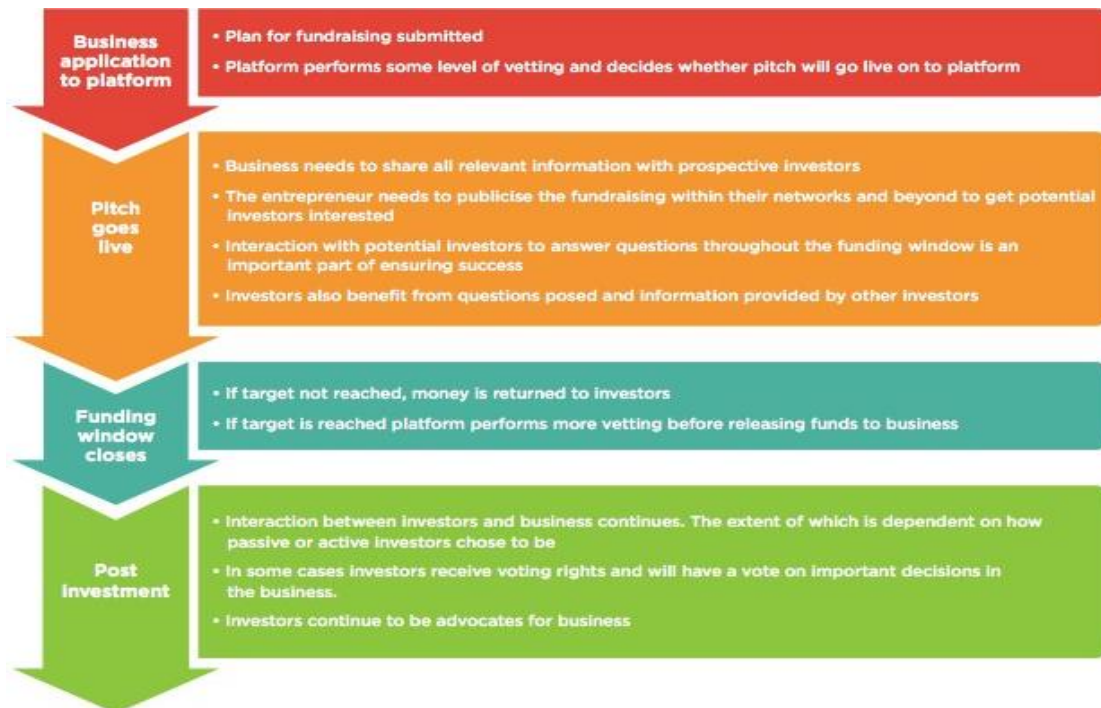 Business
application
to platform
• Plan for fundraising submitted
• Platform performs some level of vetting and decides whether pitch will go live on to platform
Pitch
goes
live
• Business needs to share all relevant information with prospective investors
• The entrepreneur needs to publicise the fundraising within their networks and beyond to get potential
investors interested
• Interaction with potential investors to answer questions throughout the funding window is an
important part of ensuring success
• Investors also benefit from questions posed and information provided by other investors
Funding
window
closes
• If target not reached, money is returned to investors
• If target is reached platform performs more vetting before releasing funds to business
Post
investment
• Interaction between investors and business continues. The extent of which is dependent on how
passive or active investors chose to be
• In some cases investors receive voting rights and will have a vote on important decisions in
the business.
• Investors continue to be advocates for business